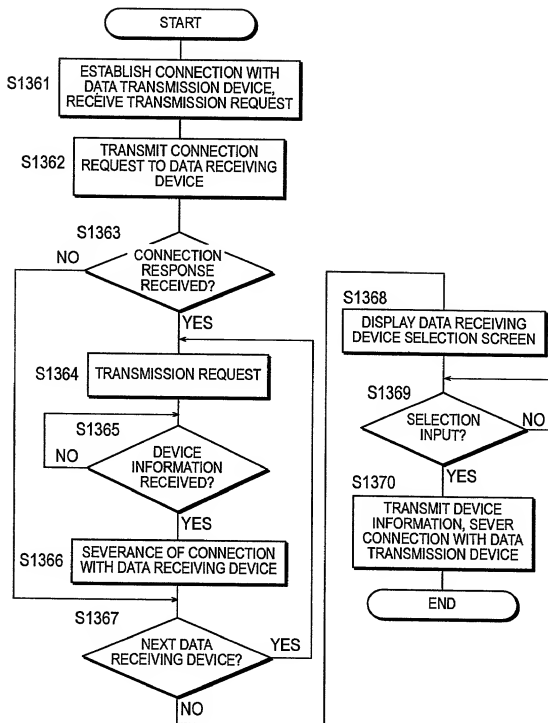 START
S1361
ESTABLISH CONNECTION WITH
DATA TRANSMISSION DEVICE,
RECEIVE TRANSMISSION REQUEST
S1362
TRANSMIT CONNECTION
REQUEST TO DATA RECEIVING
DEVICE
S1363
NO
CONNECTION
RESPONSE
RECEIVED?
YES
S1364
TRANSMISSION REQUEST
S1365
NO
DEVICE
INFORMATION
RECEIVED?
YES
S1366
SEVERANCE OF CONNECTION
WITH DATA RECEIVING DEVICE
S1367
NEXT DATA
RECEIVING DEVICE?
YES
NO
S1368
DISPLAY DATA RECEIVING
DEVICE SELECTION SCREEN
S1369
SELECTION
INPUT?
NO
YES
S1370
TRANSMIT DEVICE
INFORMATION, SEVER
CONNECTION WITH DATA
TRANSMISSION DEVICE
END